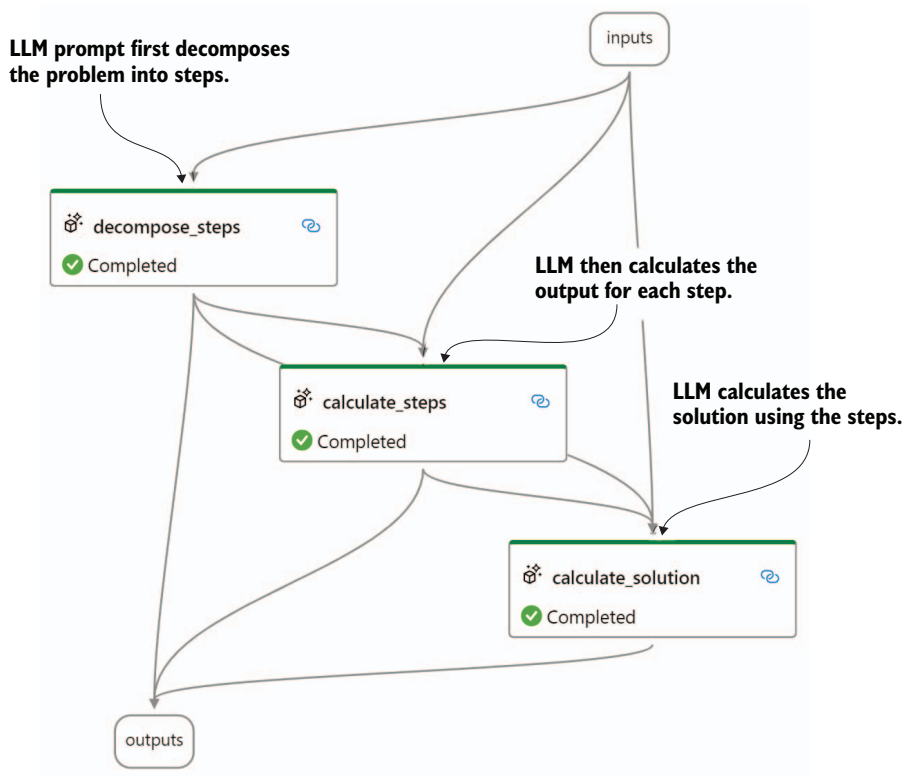 inputs
LLM prompt first decomposes
the problem into steps.
decompose_steps
Completed
LLM then calculates the
output for each step.
calculate_steps
Completed
LLM calculates the
solution using the steps.
calculate_solution
Completed
outputs